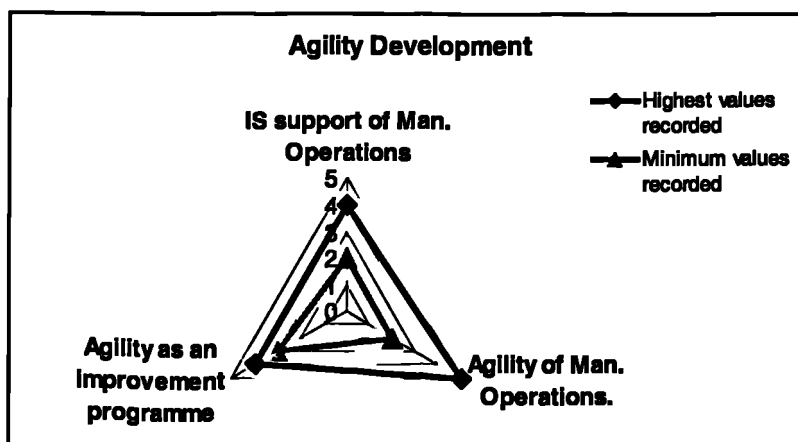 Agility Development
Highest values
recorded
Minimum values
recorded
IS support of Man.
Operations
5
4
3
2
1
0
Agility as an
improvement
programme
Agility of Man.
Operations.